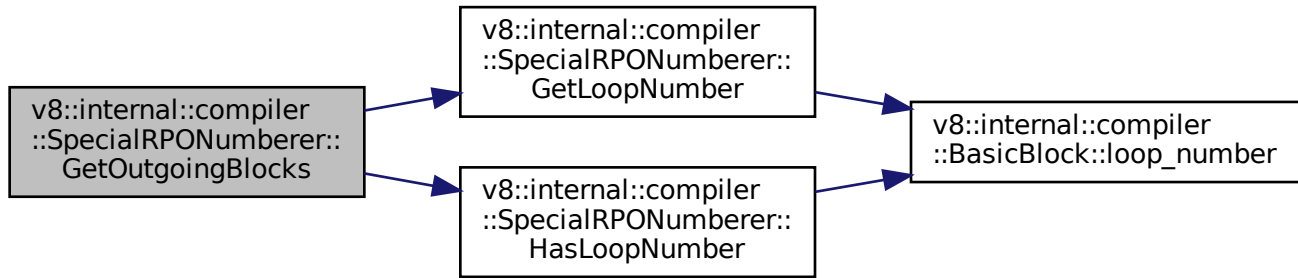 v8::internal::compiler
::SpecialRPONumberer::
GetOutgoingBlocks
v8::internal::compiler
::SpecialRPONumberer::
GetLoopNumber
v8::internal::compiler
::SpecialRPONumberer::
HasLoopNumber
v8::internal::compiler
::BasicBlock::loop_number